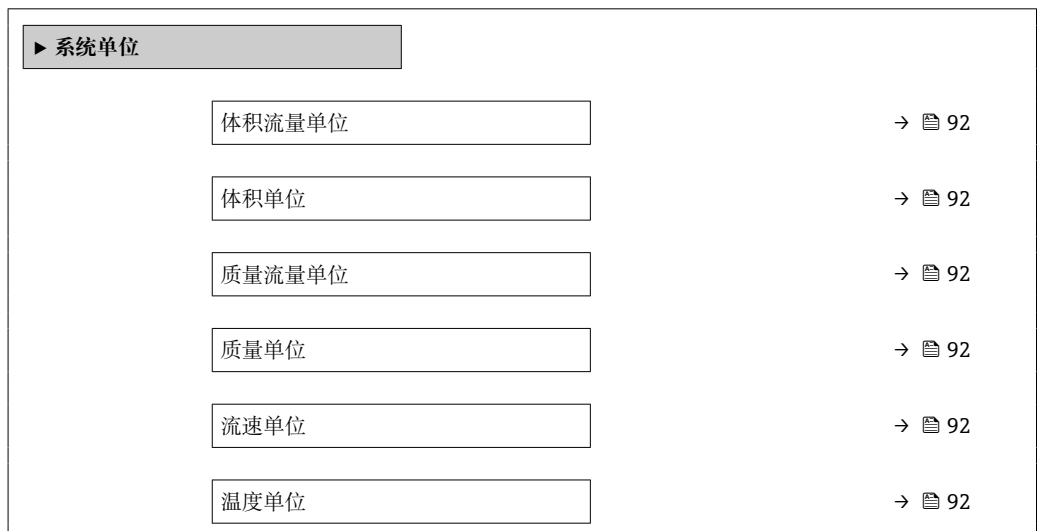 ▶ 系统单位
体积流量单位 → 92
体积单位 → 92
质量流量单位 → 92
质量单位 → 92
流速单位 → 92
温度单位 → 92